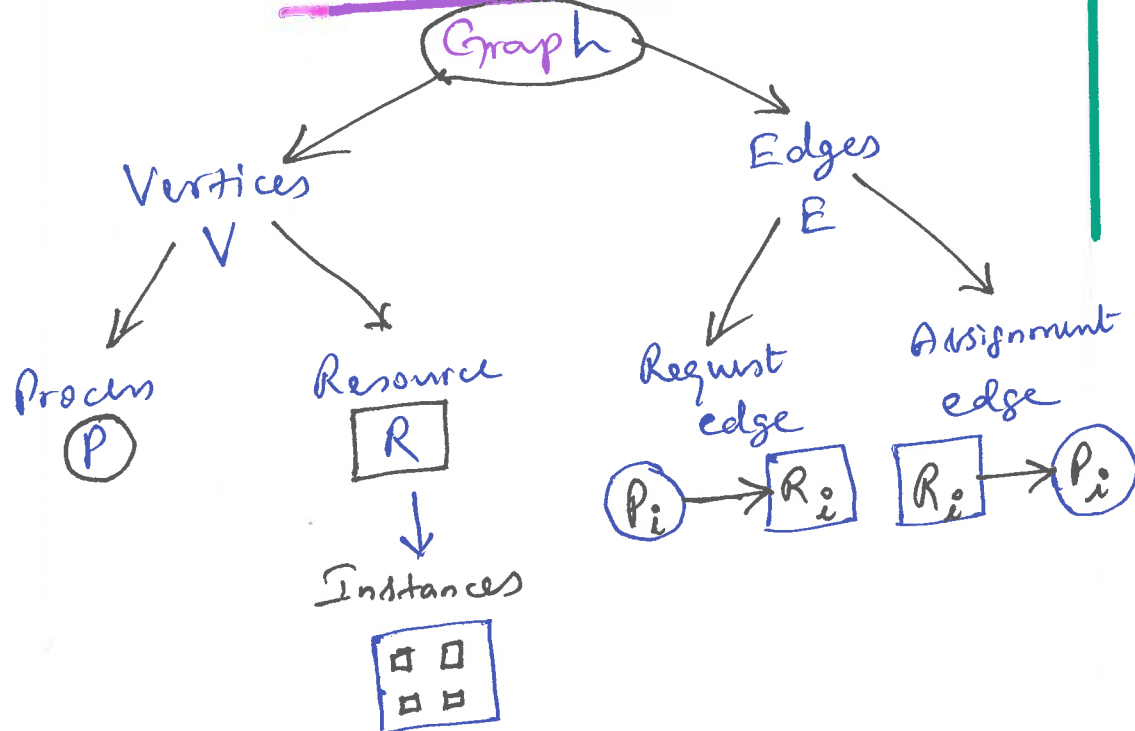 Graph
Vertices
V
Edges
E
Process
P
Resource
R
Instances
Request
edge
Pi
Ri
Assignment
edge
Ri
Pi